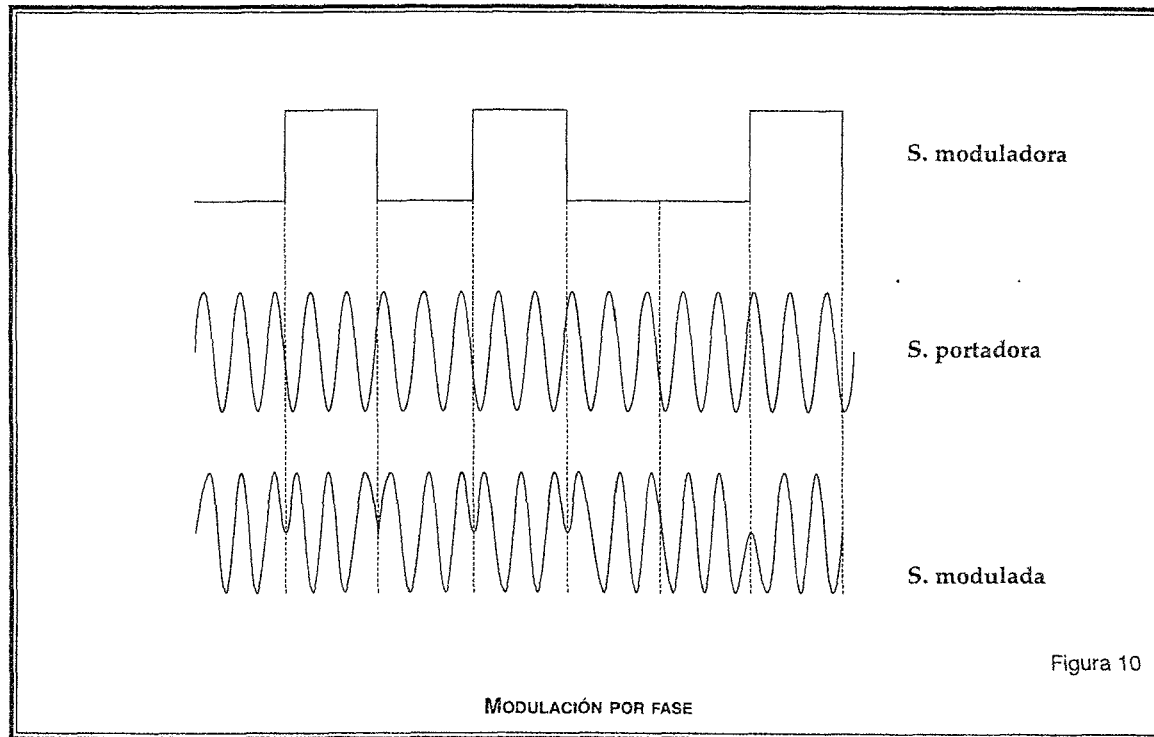 S. moduladora
S. portadora
S. modulada
Figura 10
MODULACIÓN POR FASE